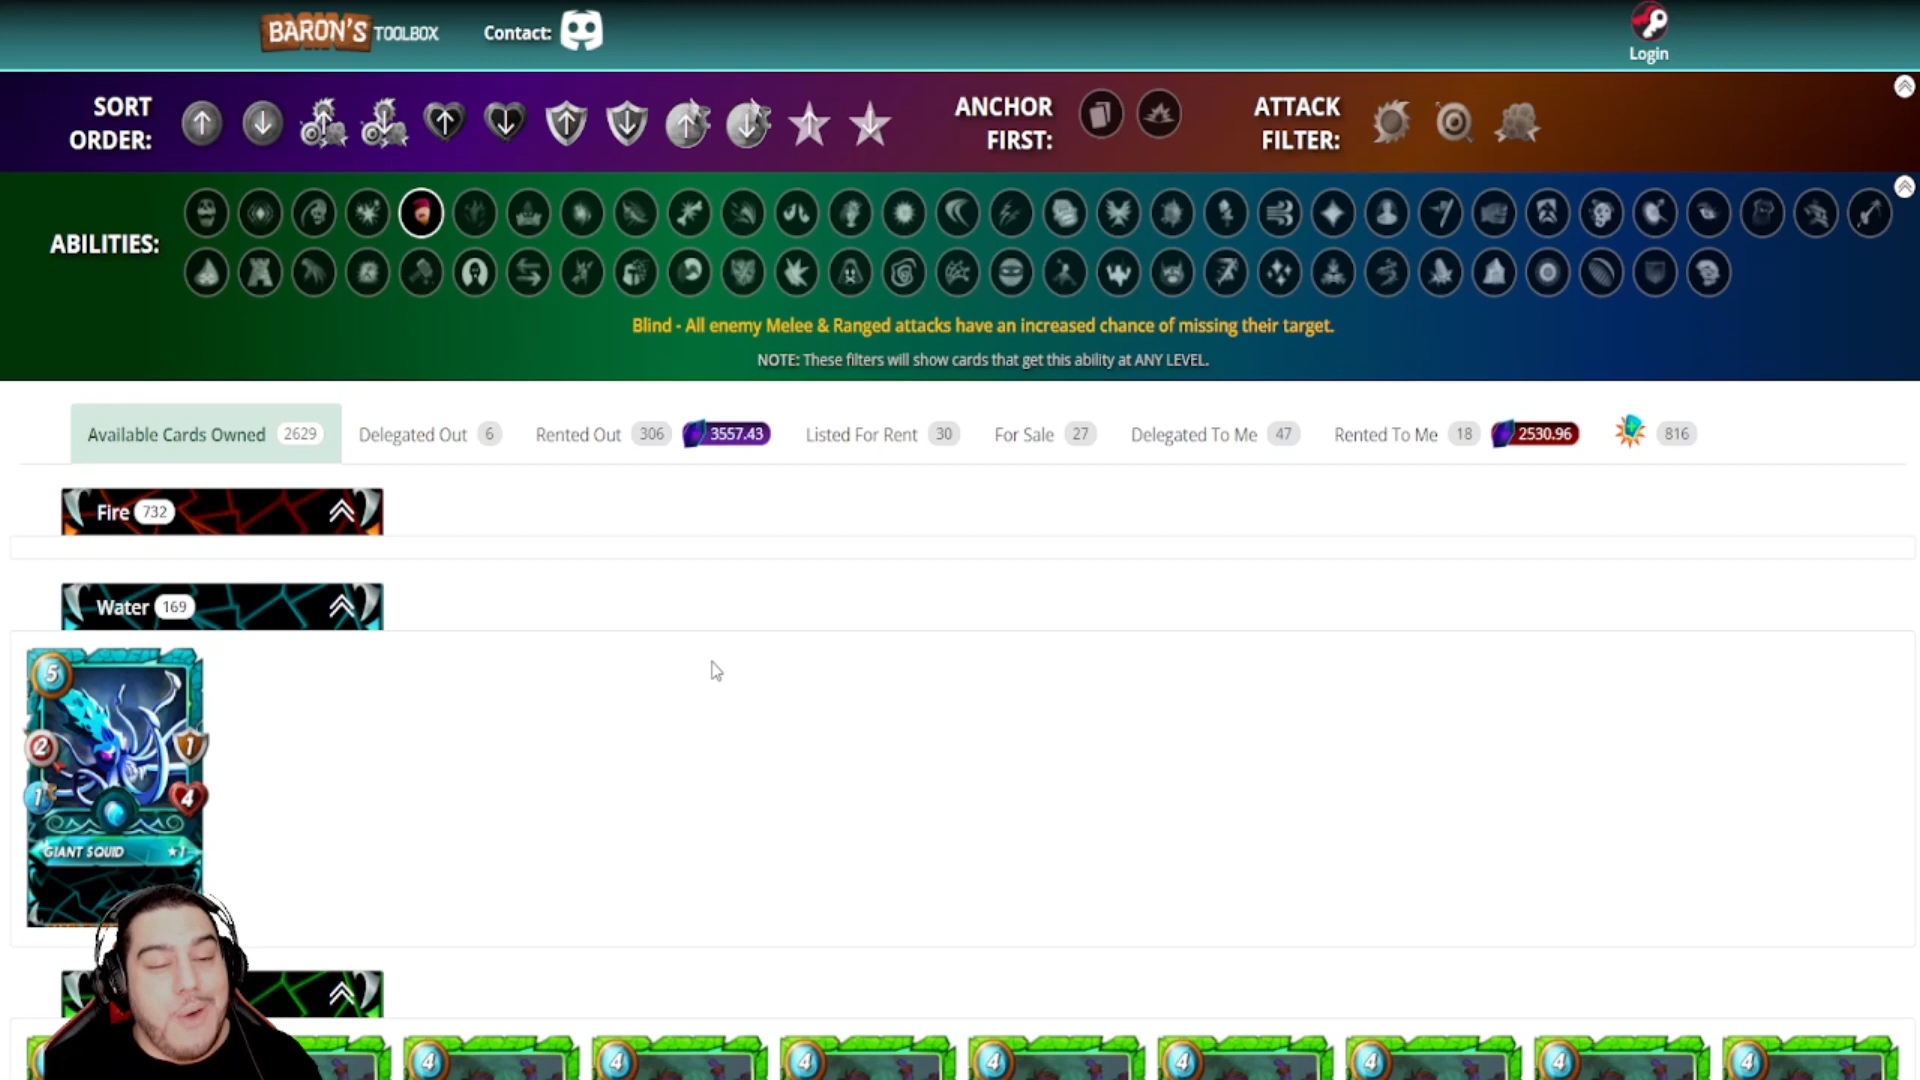 BARON'S TOOLBOX
Contact:
Login
SORT ORDER:
ANCHOR FIRST:
ATTACK FILTER:
ABILITIES:
Blind - All enemy Melee & Ranged attacks have an increased chance of missing their target.
NOTE: These filters will show cards that get this ability at ANY LEVEL.
Available Cards Owned 2629
Delegated Out 6
Rented Out 306 3557.43
Listed For Rent 30
For Sale 27
Delegated To Me 47
Rented To Me 18 2530.96
816
Fire 732
Water 169
5
2 1
1 4
GIANT SQUID ★1
4 4 4 4 4 4 4 4